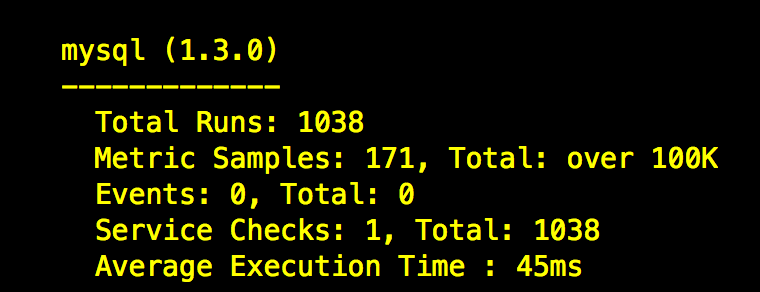 mysql (1.3.0)
-------------
Total Runs: 1038
Metric Samples: 171, Total: over 100K
Events: 0, Total: 0
Service Checks: 1, Total: 1038
Average Execution Time : 45ms